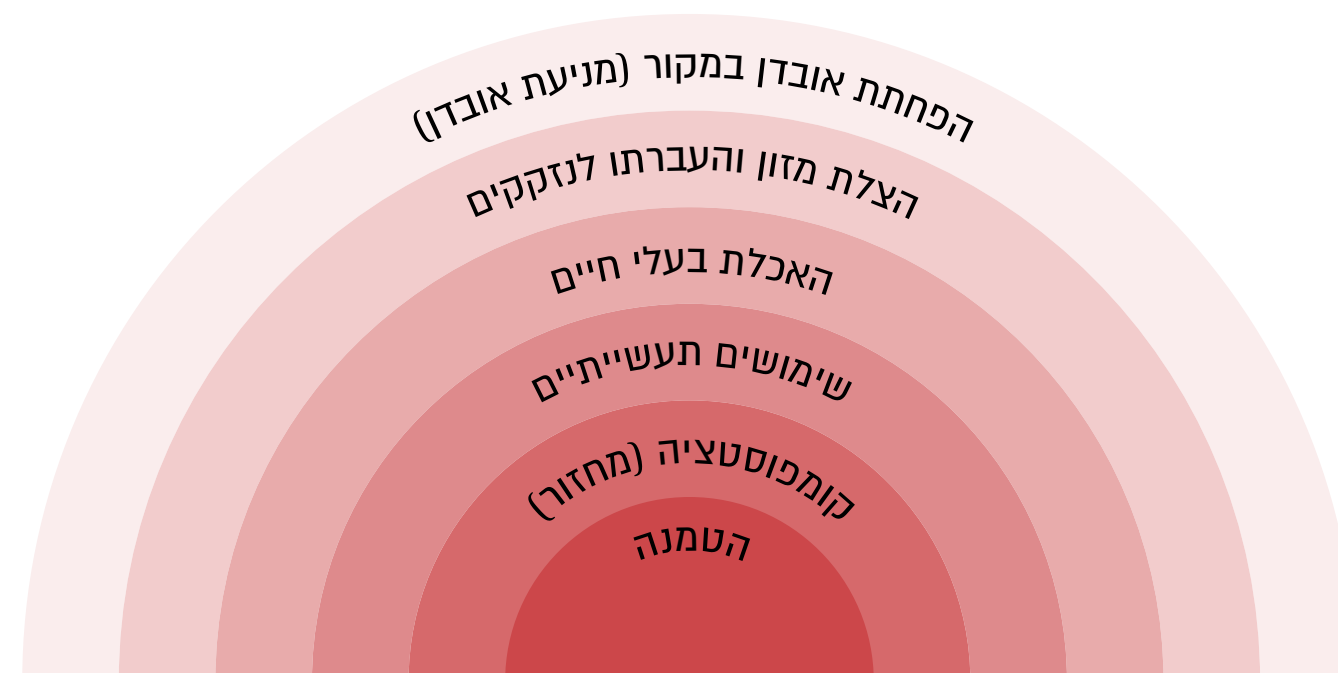 הפחתת אובדן במקור (מניעת אובדן)
הצלת מזון והעברתו לנזקקים
האכלת בעלי חיים
שימושים תעשייתיים
קומפוסטציה (מחזור)
הטמנה